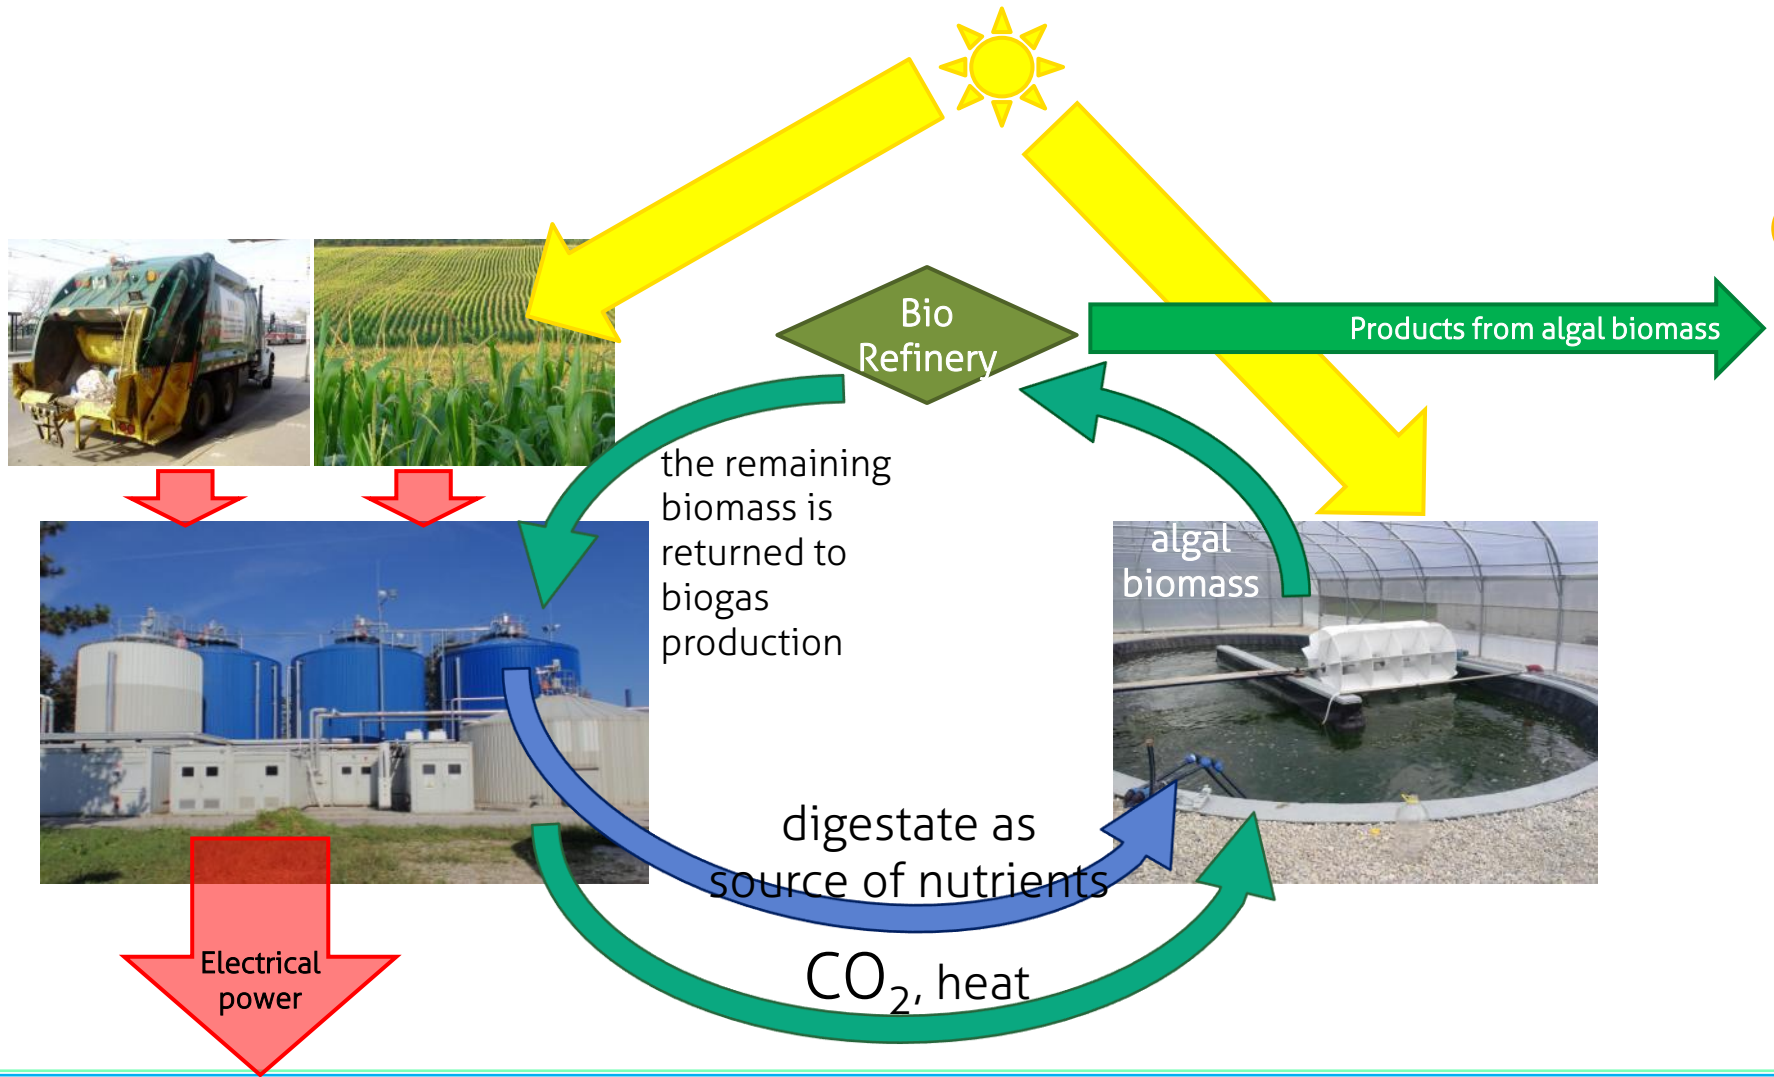 Bio
Refinery
Products from algal biomass
the remaining
biomass is
returned to
biogas
production
algal
biomass
digestate as
source of nutrients
CO₂, heat
Electrical
power